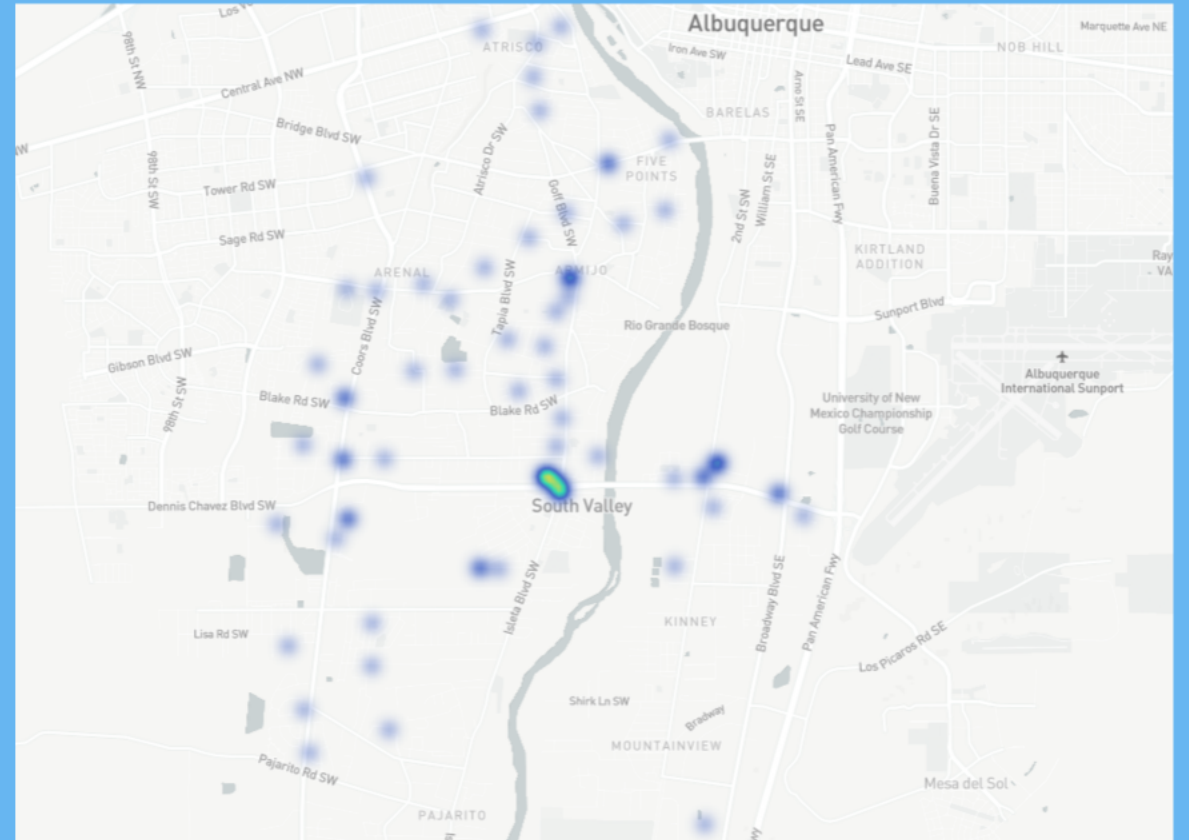 Los
Albuquerque
Marquette Ave NE
98th St NW
ATRISCO
Iron Ave SW
NOB HILL
Central Ave NW
Lead Ave SE
Arno St SE
BARELAS
Bridge Blvd SW
Pan American Fwy
Buena Vista Dr SE
NW
98th St SW
Atrisco Dr SW
FIVE
POINTS
Tower Rd SW
Goff Blvd SW
2nd St SW
William St SE
Sage Rd SW
KIRTLAND
ADDITION
Ray
- VA
ARENAL
ARMIJO
Tapia Blvd SW
Sunport Blvd
Coors Blvd SW
Rio Grande Bosque
Gibson Blvd SW
Albuquerque
International Sunport
98th St SW
Blake Rd SW
Blake Rd SW
University of New
Mexico Championship
Golf Course
Dennis Chavez Blvd SW
South Valley
Isleta Blvd SW
Broadway Blvd SE
Pan American Fwy
Lisa Rd SW
KINNEY
Los Picaros Rd SE
Shirk Ln SW
Bradway
MOUNTAINVIEW
Pajarito Rd SW
Mesa del Sol
PAJARITO